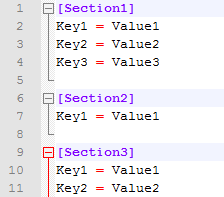 1 [Section1]
2 Key1 = Value1
3 Key2 = Value2
4 Key3 = Value3
5
6 [Section2]
7 Key1 = Value1
8
9 [Section3]
10 Key1 = Value1
11 Key2 = Value2